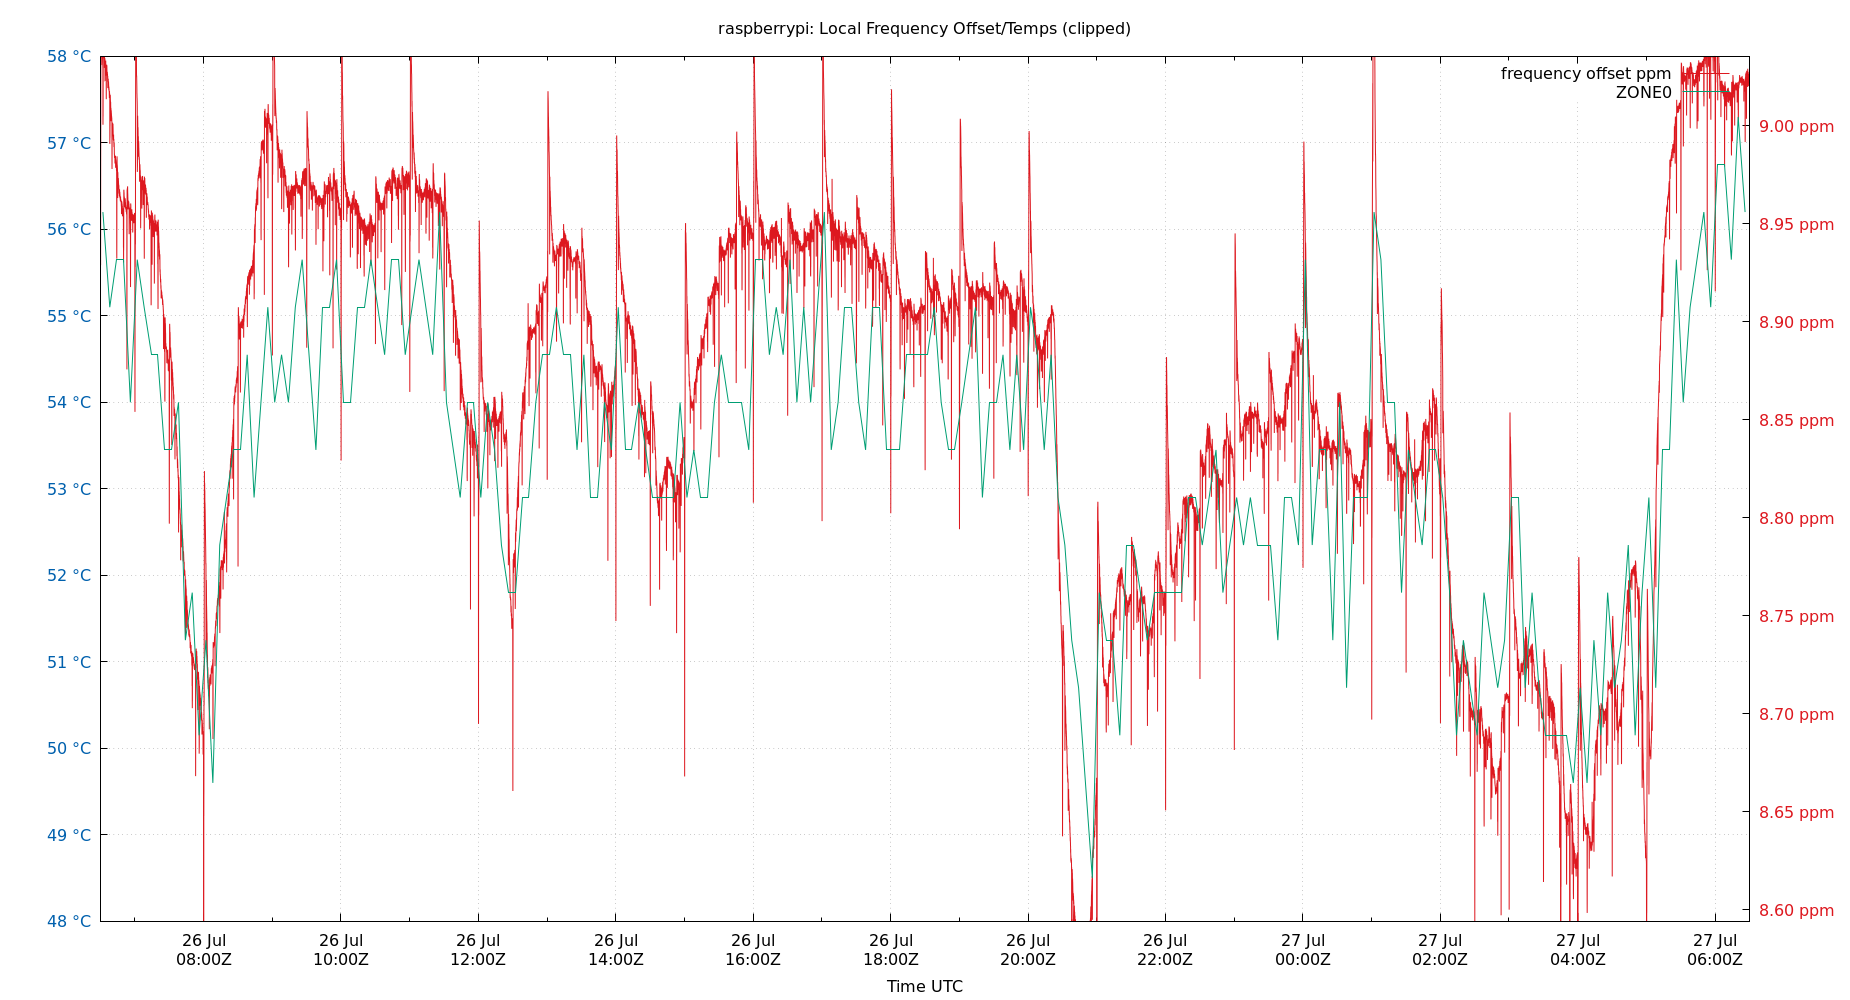 raspberrypi: Local Frequency Offset/Temps (clipped)
58 °C
57 °C
56 °C
55 °C
54 °C
53 °C
52 °C
51 °C
50 °C
49 °C
48 °C
frequency offset ppm
ZONE0
9.00 ppm
8.95 ppm
8.90 ppm
8.85 ppm
8.80 ppm
8.75 ppm
8.70 ppm
8.65 ppm
8.60 ppm
26 Jul 26 Jul 26 Jul 26 Jul 26 Jul 26 Jul 26 Jul 26 Jul 27 Jul 27 Jul 27 Jul 27 Jul
08:00Z 10:00Z 12:00Z 14:00Z 16:00Z 18:00Z 20:00Z 22:00Z 00:00Z 02:00Z 04:00Z 06:00Z
Time UTC